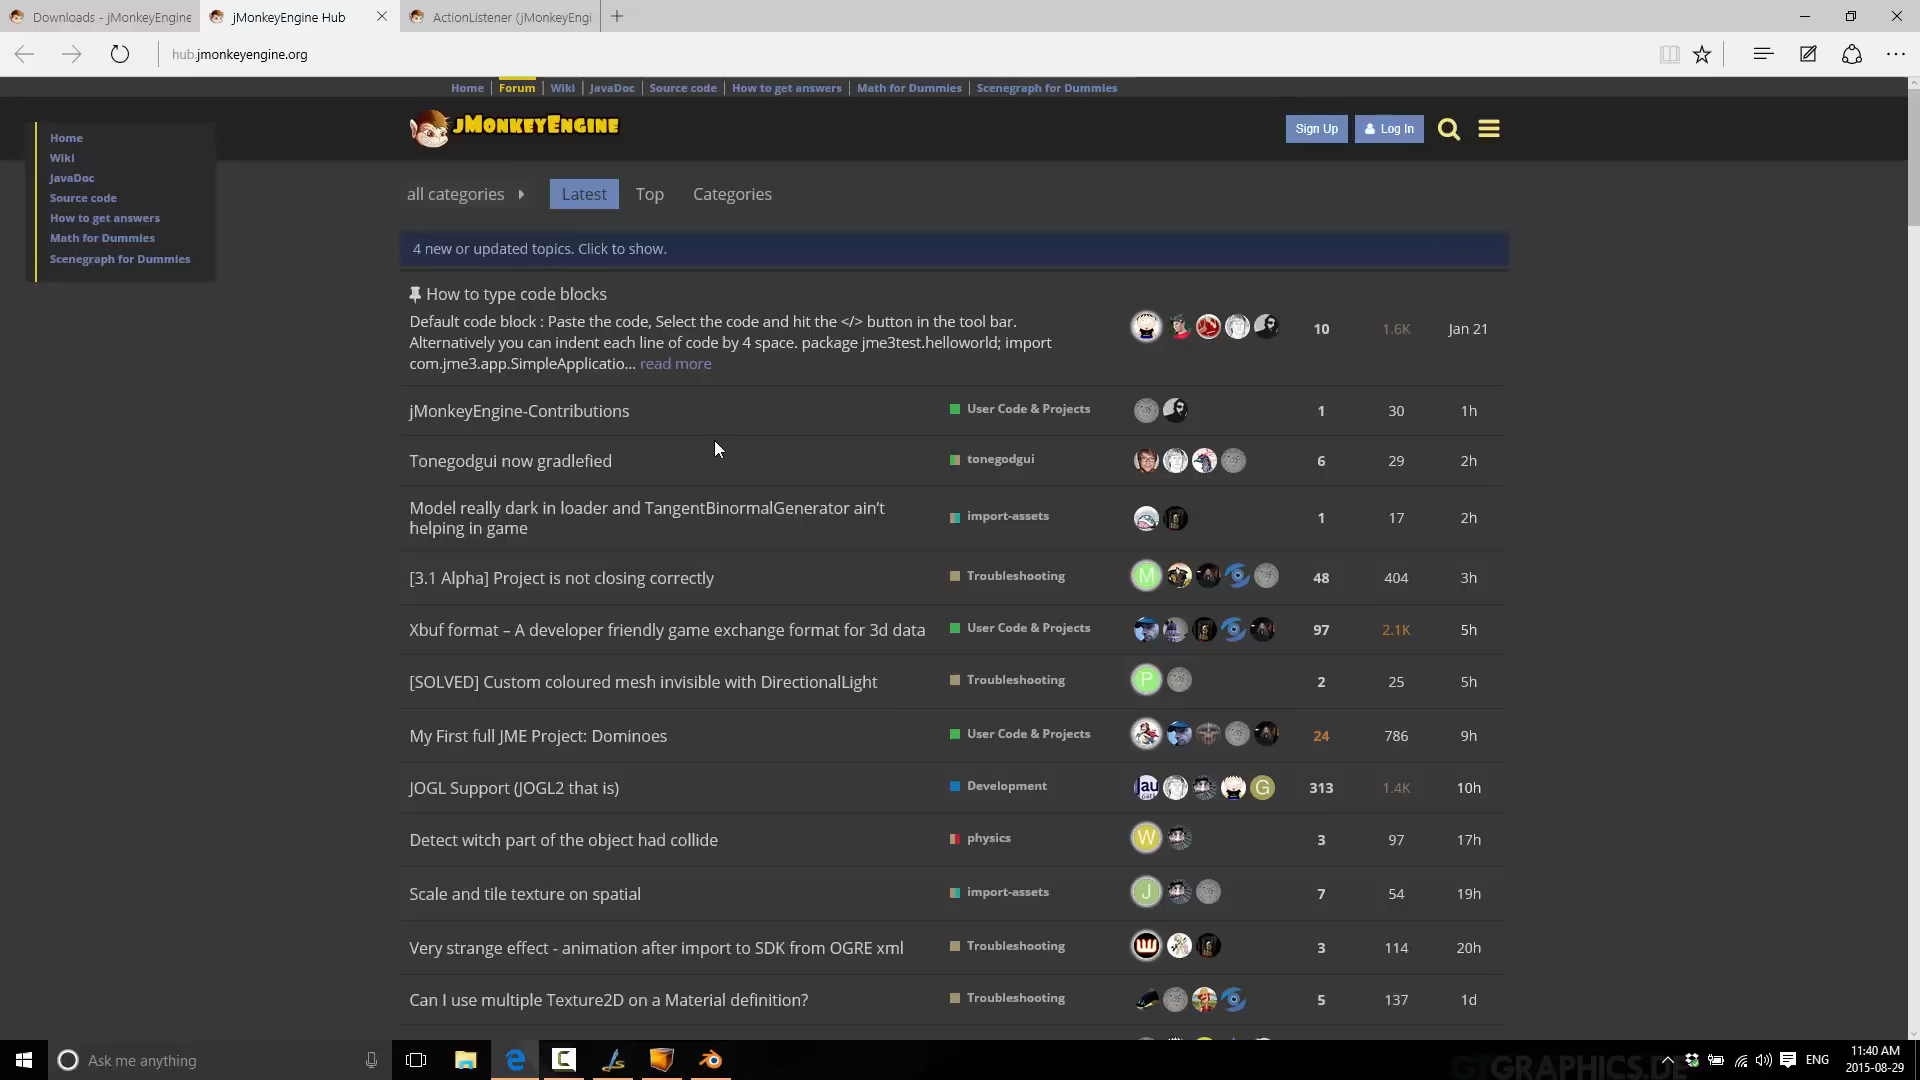 Downloads - jMonkeyEngine
jMonkeyEngine Hub
ActionListener (jMonkeyEngi
hub.jmonkeyengine.org
Home | Forum | Wiki | JavaDoc | Source code | How to get answers | Math for Dummies | Scenegraph for Dummies
jMONKEYENGINE
Sign Up
Log In
Home
Wiki
JavaDoc
Source code
How to get answers
Math for Dummies
Scenegraph for Dummies
all categories
Latest
Top
Categories
4 new or updated topics. Click to show.
How to type code blocks
Default code block : Paste the code, Select the code and hit the </> button in the tool bar.
Alternatively you can indent each line of code by 4 space. package jme3test.helloworld; import
com.jme3.app.SimpleApplicatio... read more
10 1.6K Jan 21
jMonkeyEngine-Contributions User Code & Projects 1 30 1h
Tonegodgui now gradlefied tonegodgui 6 29 2h
Model really dark in loader and TangentBinormalGenerator ain't
helping in game
import-assets 1 17 2h
[3.1 Alpha] Project is not closing correctly Troubleshooting M 48 404 3h
Xbuf format – A developer friendly game exchange format for 3d data User Code & Projects 97 2.1K 5h
[SOLVED] Custom coloured mesh invisible with DirectionalLight Troubleshooting P 2 25 5h
My First full JME Project: Dominoes User Code & Projects 24 786 9h
JOGL Support (JOGL2 that is) Development G 313 1.4K 10h
Detect witch part of the object had collide physics W 3 97 17h
Scale and tile texture on spatial import-assets J 7 54 19h
Very strange effect - animation after import to SDK from OGRE xml Troubleshooting 3 114 20h
Can I use multiple Texture2D on a Material definition? Troubleshooting 5 137 1d
Ask me anything
GTGRAPHICS.DE
ENG
11:40 AM
2015-08-29